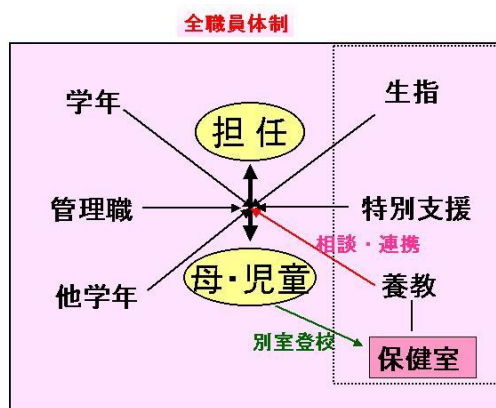 全職員体制
学年
生指
担任
管理職
特別支援
相談・連携
母・児童
他学年
養教
別室登校
保健室